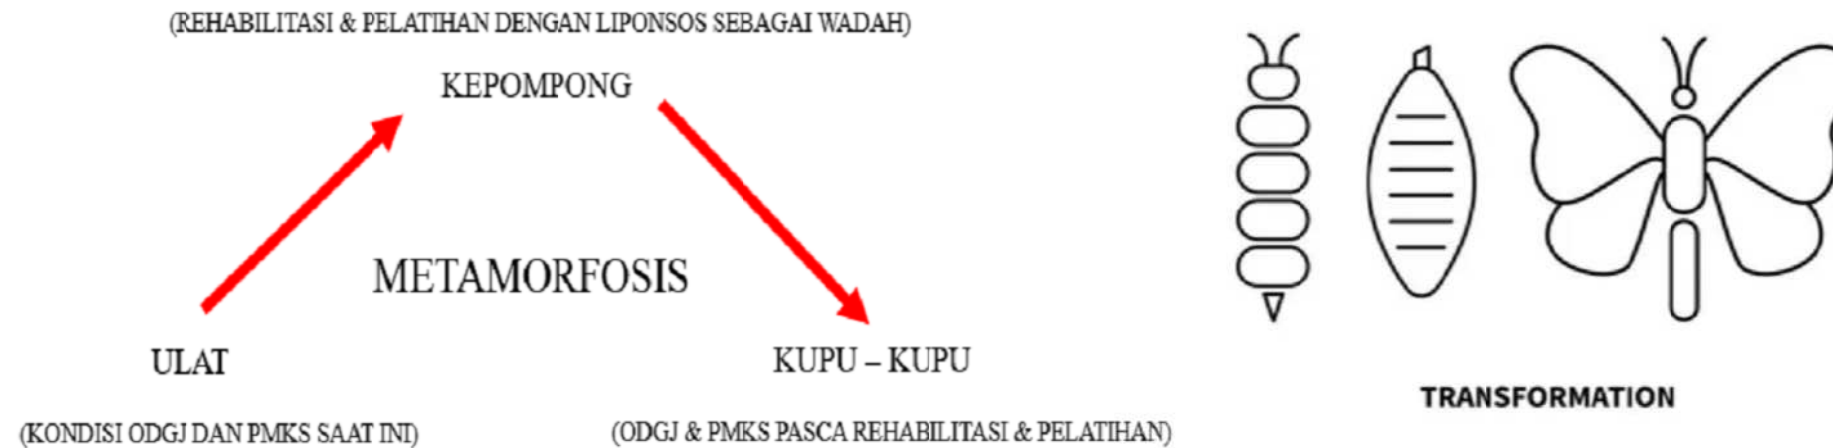 (REHABILITASI & PELATIHAN DENGAN LIPONSOS SEBAGAI WADAH)
KEPOMPONG
METAMORFOSIS
ULAT
KUPU – KUPU
(KONDISI ODGJ DAN PMKS SAAT INI)
(ODGJ & PMKS PASCA REHABILITASI & PELATIHAN)
TRANSFORMATION